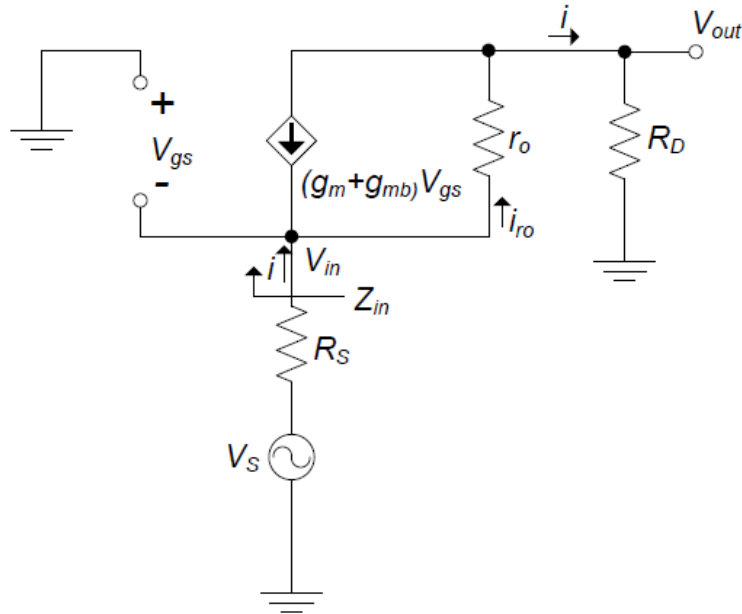 i
V_out
+
V_gs
-
r_o
R_D
(g_m+g_mb)V_gs
i_ro
i
V_in
Z_in
R_S
V_S